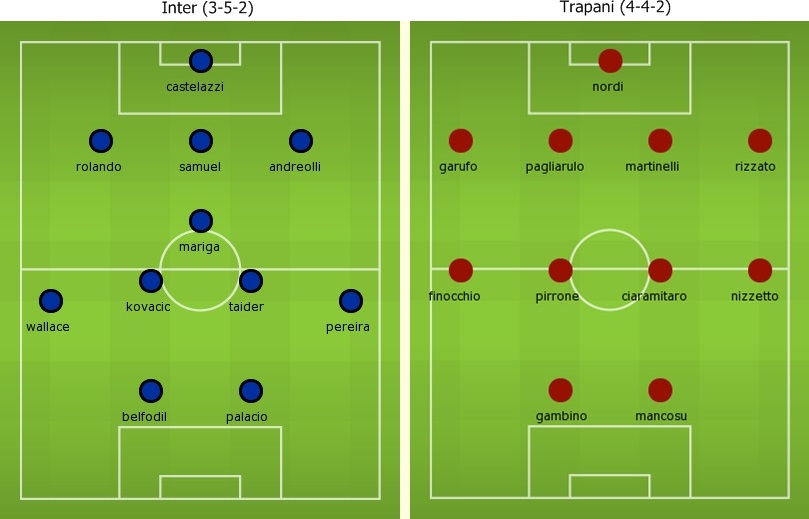 Inter (3-5-2)
castelazzi
rolando samuel andreolli
mariga
kovacic taider
wallace pereira
belfodil palacio
Trapani (4-4-2)
nordi
garufo pagliarulo martinelli rizzato
finocchio pirrone ciaramitaro nizzetto
gambino mancosu